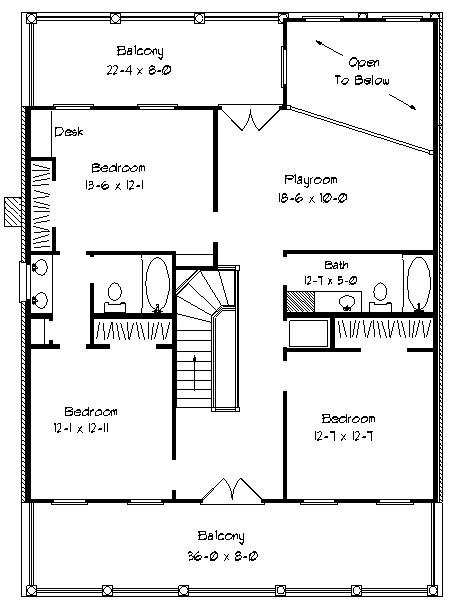 Balcony
22-4 x 8-0
Open
To Below
Desk
Bedroom
13-6 x 12-1
Playroom
18-6 x 10-0
Bath
12-7 x 5-0
Bedroom
12-1 x 12-11
Bedroom
12-7 x 12-7
Balcony
36-0 x 8-0